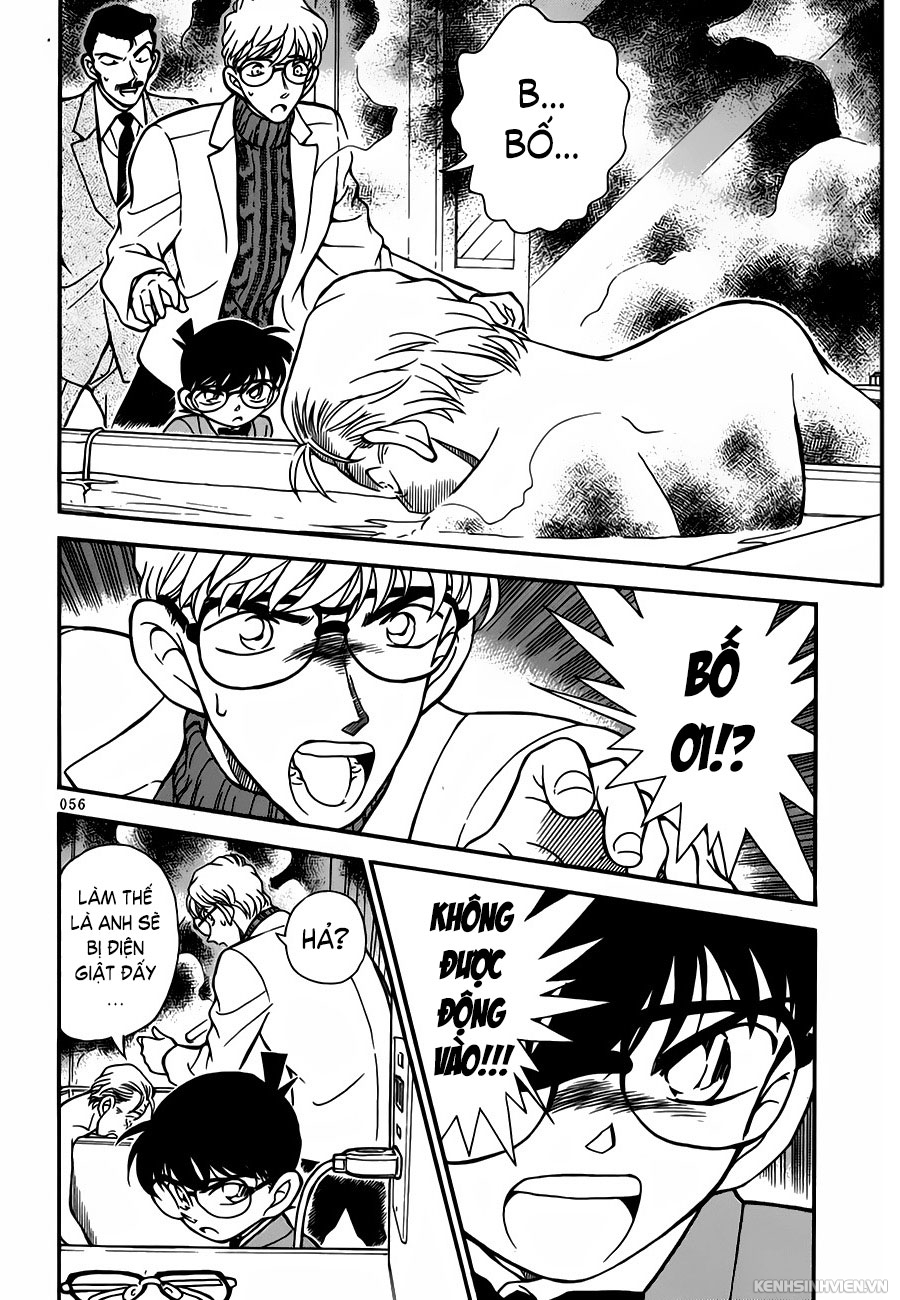 B...
BỐ...
BỐ
ƠI!?
056
KHÔNG
ĐƯỢC
ĐỘNG
VÀO!!!
HẢ?
LÀM THẾ
LÀ ANH SẼ
BỊ ĐIỆN
GIẬT ĐẤY
...
KENHSINHVIEN.VN